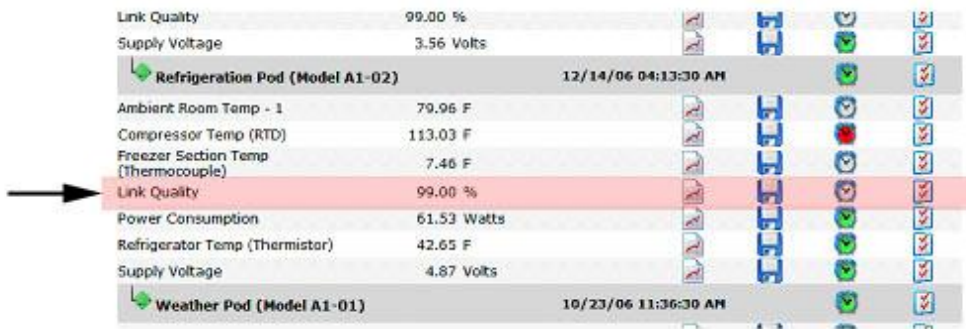 Link Quality 99.00 %
Supply Voltage 3.56 Volts
Refrigeration Pod (Model A1-02) 12/14/06 04:13:30 AM
Ambient Room Temp - 1 79.96 F
Compressor Temp (RTD) 113.03 F
Freezer Section Temp
(Thermocouple) 7.46 F
Link Quality 99.00 %
Power Consumption 61.53 Watts
Refrigerator Temp (Thermistor) 42.65 F
Supply Voltage 4.87 Volts
Weather Pod (Model A1-01) 10/23/06 11:36:30 AM